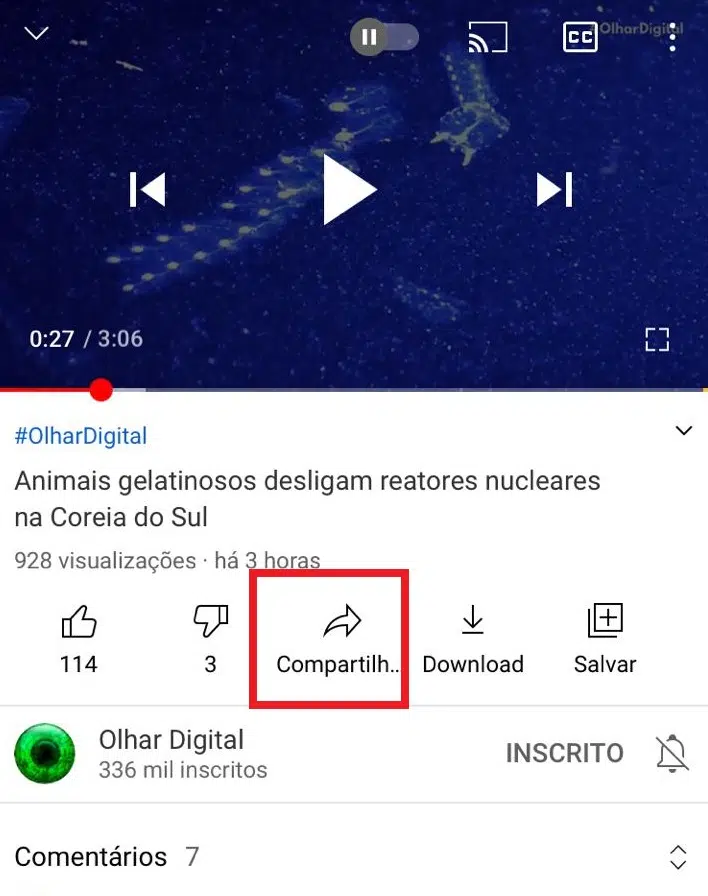 CC
OlharDigital
0:27 / 3:06
#OlharDigital
Animais gelatinosos desligam reatores nucleares
na Coreia do Sul
928 visualizações · há 3 horas
114
3
Compartilh..
Download
Salvar
Olhar Digital
336 mil inscritos
INSCRITO
Comentários 7